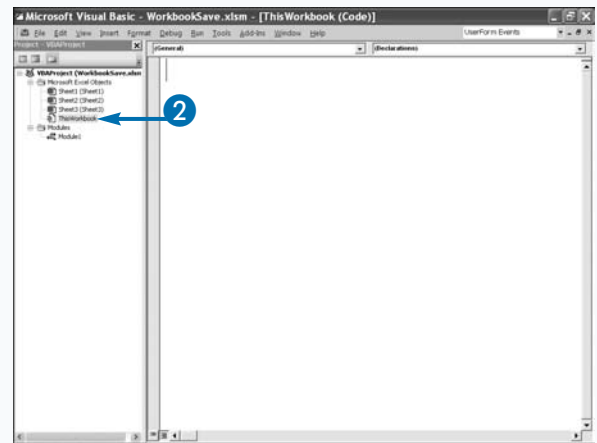 Microsoft Visual Basic - WorkbookSave.xlsm - [ThisWorkbook (Code)]
File Edit View Insert Format Debug Run Tools Add-Ins Window Help
UserForm Events
Project - VBAProject
(General)
(Declarations)
VBAProject (WorkbookSave.xlsm
Microsoft Excel Objects
Sheet1 (Sheet1)
Sheet2 (Sheet2)
Sheet3 (Sheet3)
ThisWorkbook
2
Modules
Module1